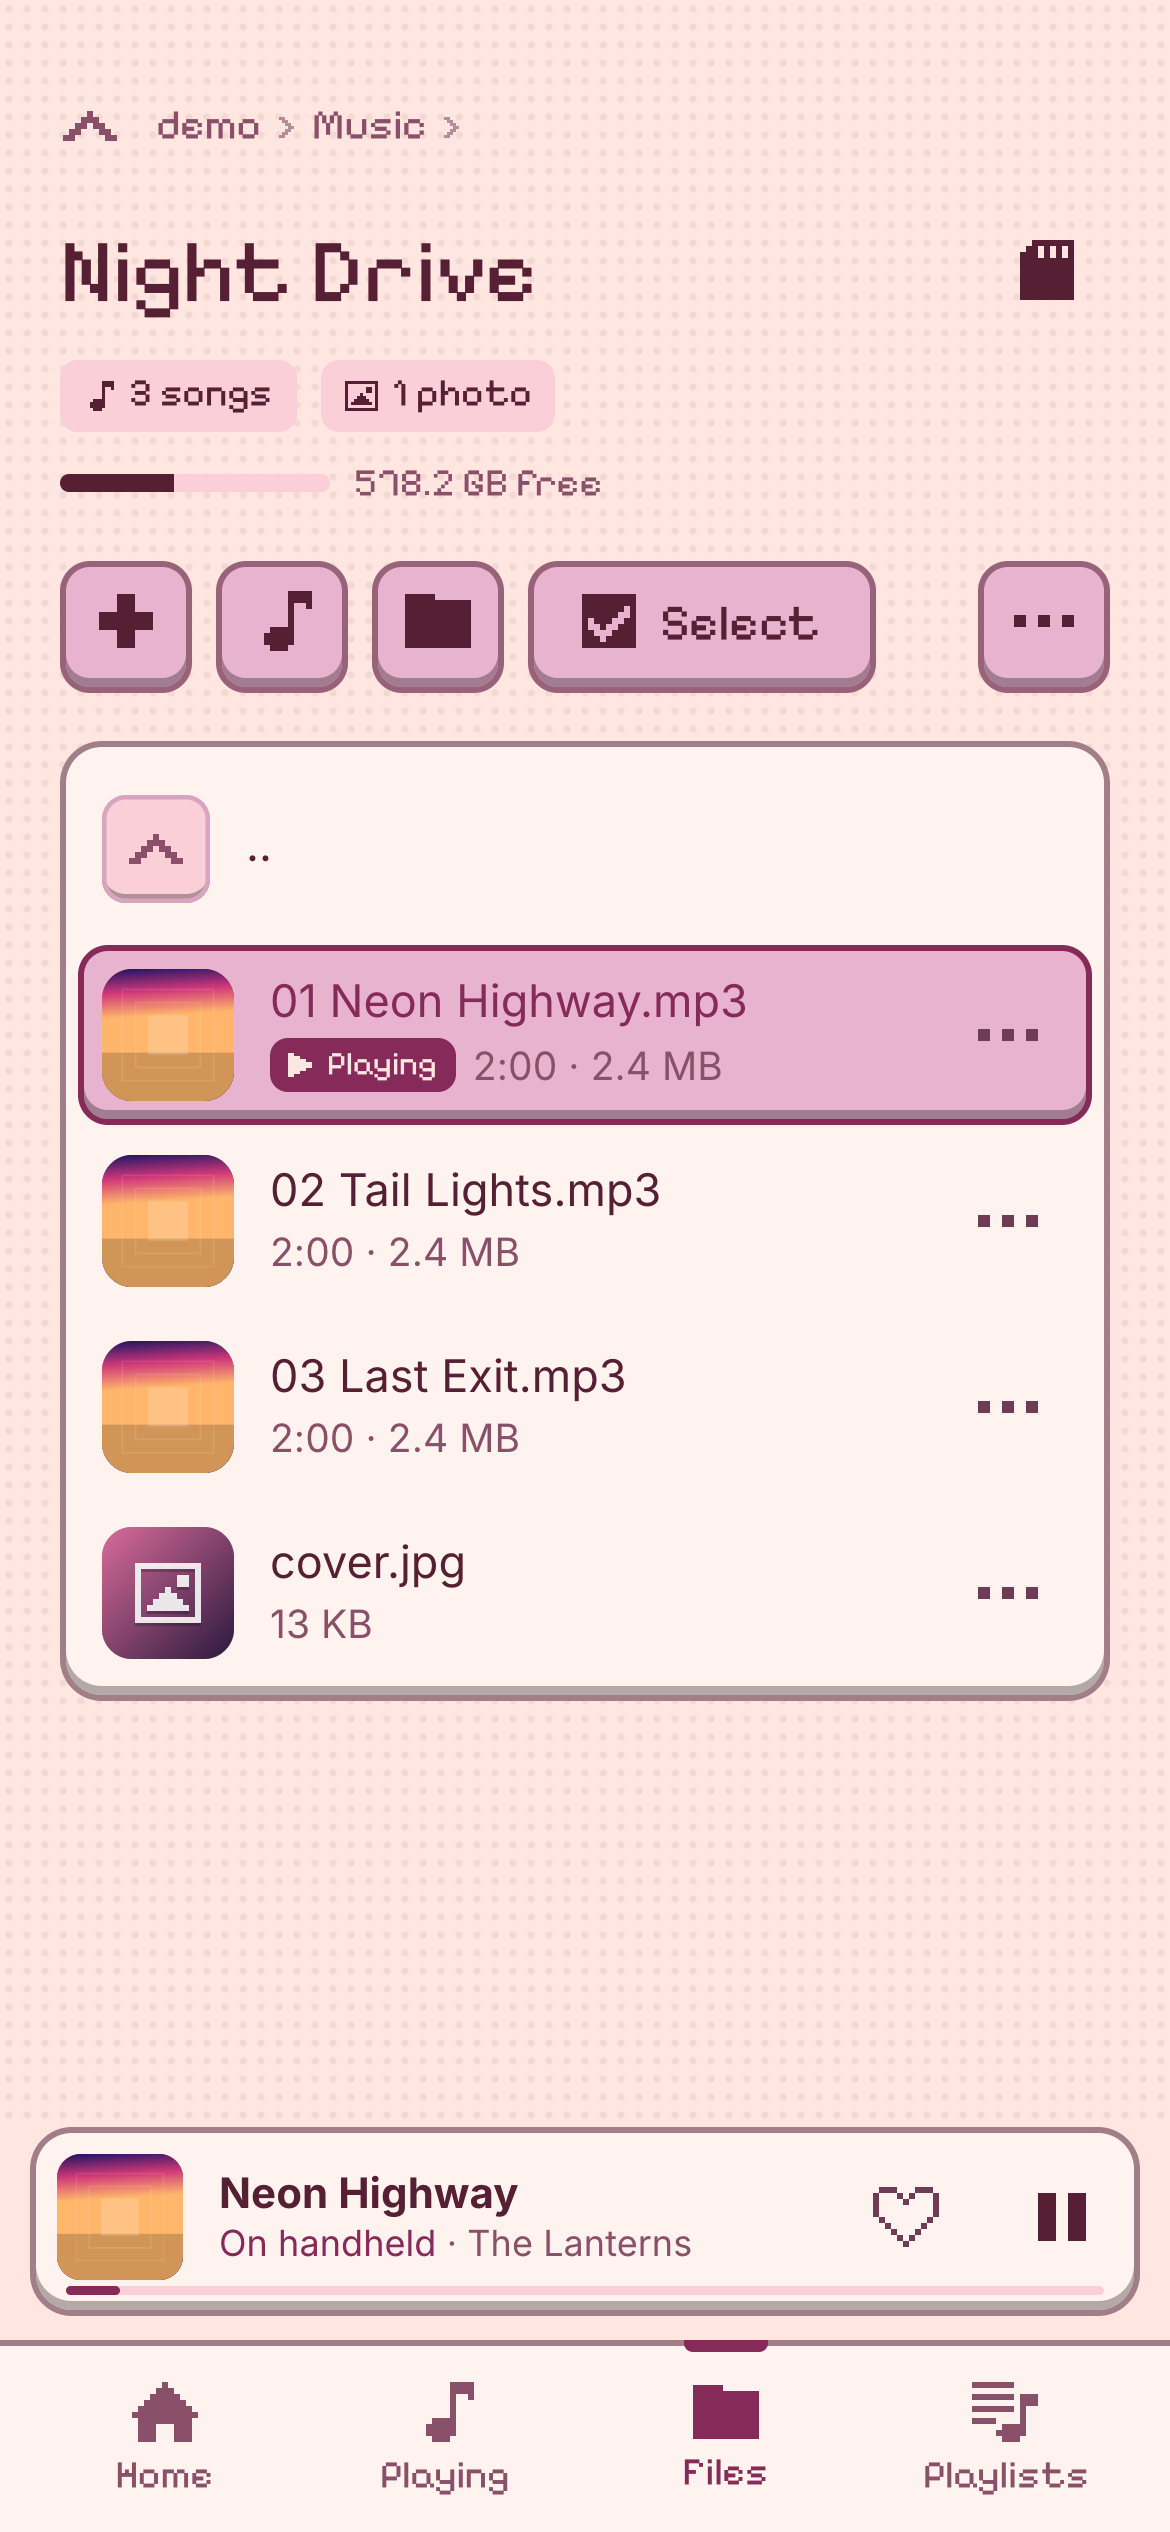 demo > Music >
Night Drive
3 songs
1 photo
578.2 GB free
Select
..
01 Neon Highway.mp3
Playing 2:00 · 2.4 MB
02 Tail Lights.mp3
2:00 · 2.4 MB
03 Last Exit.mp3
2:00 · 2.4 MB
cover.jpg
13 KB
Neon Highway
On handheld · The Lanterns
Home
Playing
Files
Playlists